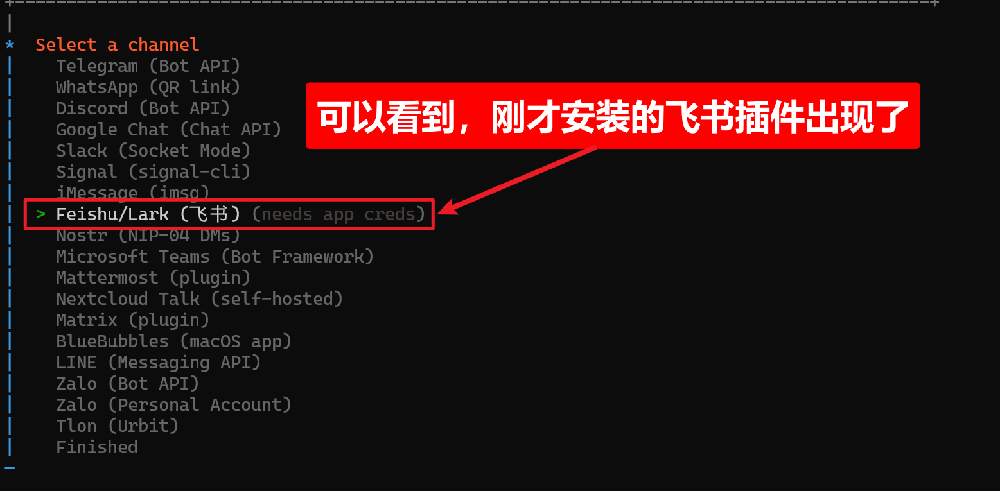 Select a channel
Telegram (Bot API)
WhatsApp (QR link)
Discord (Bot API)
可以看到，刚才安装的飞书插件出现了
Google Chat (Chat API)
Slack (Socket Mode)
Signal (signal-cli)
iMessage (imsg)
> Feishu/Lark (飞书) (needs app creds)
Nostr (NIP-04 DMs)
Microsoft Teams (Bot Framework)
Mattermost (plugin)
Nextcloud Talk (self-hosted)
Matrix (plugin)
BlueBubbles (macOS app)
LINE (Messaging API)
Zalo (Bot API)
Zalo (Personal Account)
Tlon (Urbit)
Finished